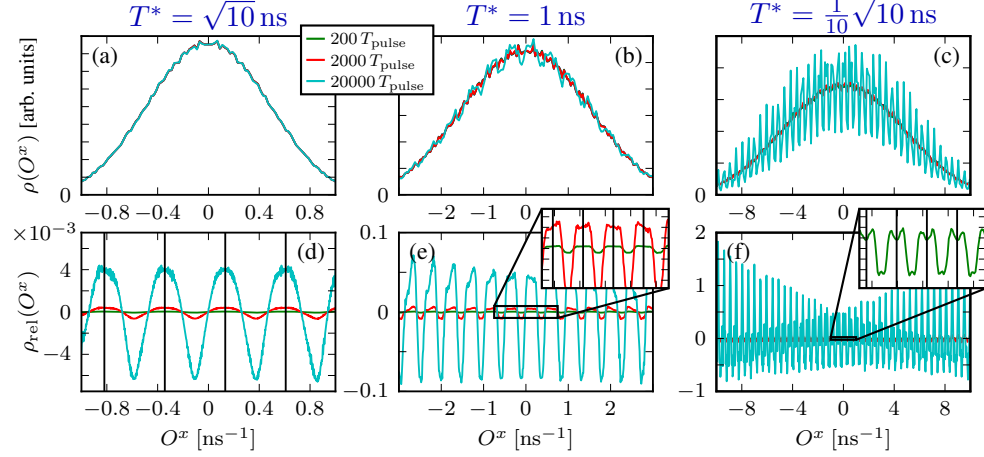 T* = √10 ns
T* = 1 ns
T* = 1/10 √10 ns
(a)
200 T_pulse
2000 T_pulse
20000 T_pulse
(b)
(c)
ρ(O^x) [arb. units]
0
0
0
−0.8 −0.4 0 0.4 0.8
−2 −1 0 1 2
−8 −4 0 4 8
×10^−3
(d)
(e)
(f)
ρ_rel(O^x)
4
0
−4
0.1
0
−0.1
2
1
0
−1
−0.8 −0.4 0 0.4 0.8
−2 −1 0 1 2
−8 −4 0 4 8
O^x [ns^−1]
O^x [ns^−1]
O^x [ns^−1]